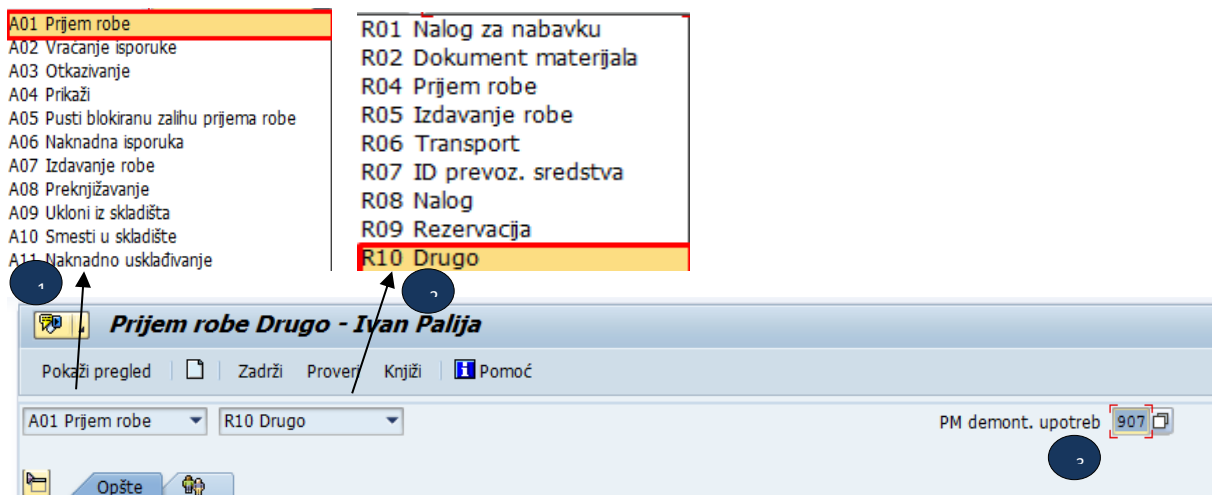 A01 Prijem robe
A02 Vraćanje isporuke
A03 Otkazivanje
A04 Prikaži
A05 Pusti blokiranu zalihu prijema robe
A06 Naknadna isporuka
A07 Izdavanje robe
A08 Preknjižavanje
A09 Ukloni iz skladišta
A10 Smesti u skladište
A11 Naknadno usklađivanje
R01 Nalog za nabavku
R02 Dokument materijala
R04 Prijem robe
R05 Izdavanje robe
R06 Transport
R07 ID prevoz. sredstva
R08 Nalog
R09 Rezervacija
R10 Drugo
Prijem robe Drugo - Ivan Palija
Pokaži pregled Zadrži Proveri Knjiži Pomoć
A01 Prijem robe R10 Drugo PM demont. upotreb 907
Opšte